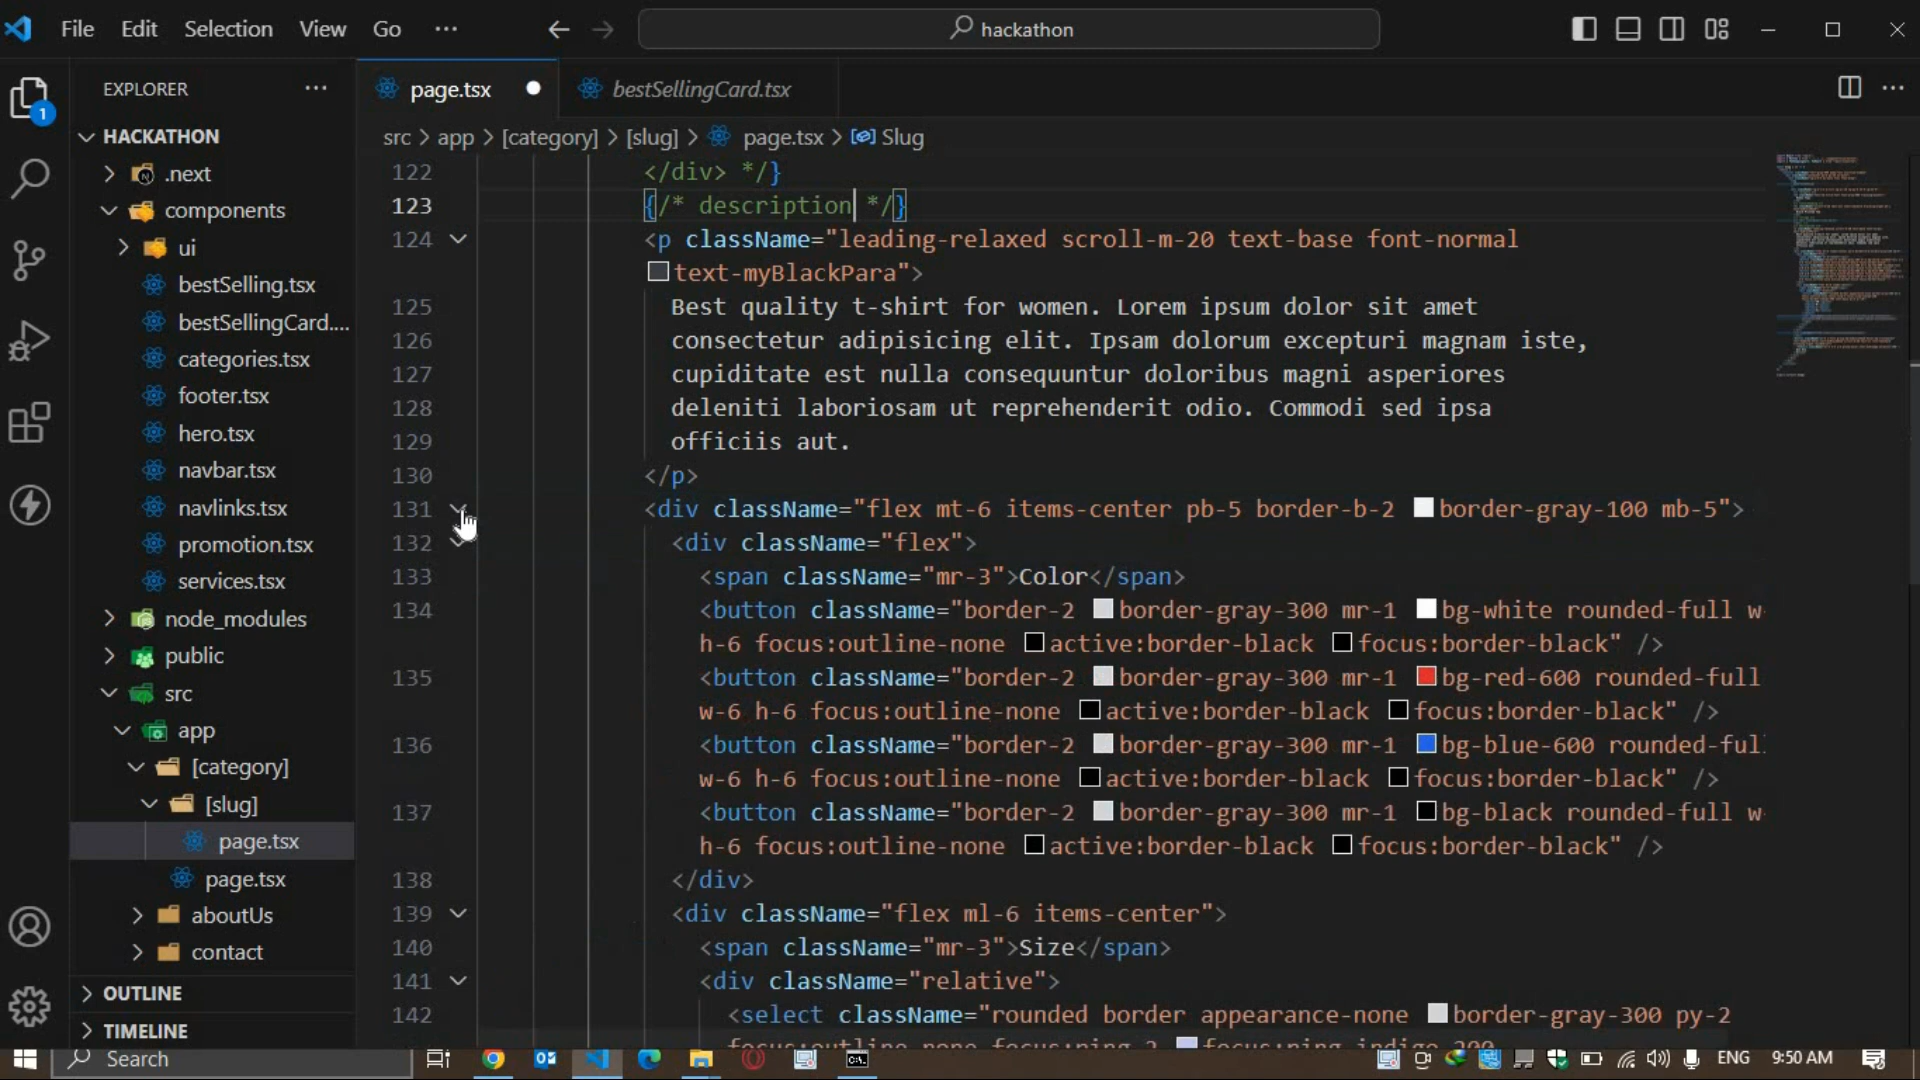 File Edit View Go ··· hackathon
EXPLORER ···
page.tsx
bestSellingCard.tsx
HACKATHON
.next
components
ui
bestSelling.tsx
bestSellingCard....
categories.tsx
footer.tsx
hero.tsx
navbar.tsx
navlinks.tsx
promotion.tsx
services.tsx
node_modules
public
src
app
[category]
[slug]
page.tsx
page.tsx
aboutUs
contact
OUTLINE
TIMELINE
1
src > app > [category] > [slug] > page.tsx > Slug
122 </div> */}
123 {/* description */}
124 <p className="leading-relaxed scroll-m-20 text-base font-normal
text-myBlackPara">
125 Best quality t-shirt for women. Lorem ipsum dolor sit amet
126 consectetur adipisicing elit. Ipsam dolorum excepturi magnam iste,
127 cupiditate est nulla consequuntur doloribus magni asperiores
128 deleniti laboriosam ut reprehenderit odio. Commodi sed ipsa
129 officiis aut.
130 </p>
131 <div className="flex mt-6 items-center pb-5 border-b-2 border-gray-100 mb-5">
132 <div className="flex">
133 <span className="mr-3">Color</span>
134 <button className="border-2 border-gray-300 mr-1 bg-white rounded-full w-
h-6 focus:outline-none active:border-black focus:border-black" />
135 <button className="border-2 border-gray-300 mr-1 bg-red-600 rounded-full
w-6 h-6 focus:outline-none active:border-black focus:border-black" />
136 <button className="border-2 border-gray-300 mr-1 bg-blue-600 rounded-full
w-6 h-6 focus:outline-none active:border-black focus:border-black" />
137 <button className="border-2 border-gray-300 mr-1 bg-black rounded-full w-
h-6 focus:outline-none active:border-black focus:border-black" />
138 </div>
139 <div className="flex ml-6 items-center">
140 <span className="mr-3">Size</span>
141 <div className="relative">
142 <select className="rounded border appearance-none border-gray-300 py-2
focus:outline-none focus:ring-2 focus:ring-indigo-200
Search
ENG 9:50 AM